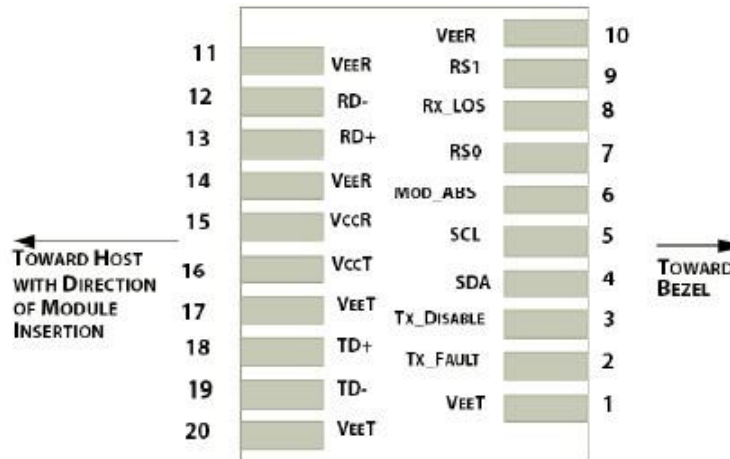 11 VEER
12 RD-
13 RD+
14 VEER
15 VCCR
16 VCCT
17 VEET
18 TD+
19 TD-
20 VEET
VEER 10
RS1 9
RX_LOS 8
RS0 7
MOD_ABS 6
SCL 5
SDA 4
TX_DISABLE 3
TX_FAULT 2
VEET 1
TOWARD HOST
WITH DIRECTION
OF MODULE
INSERTION
TOWARD
BEZEL